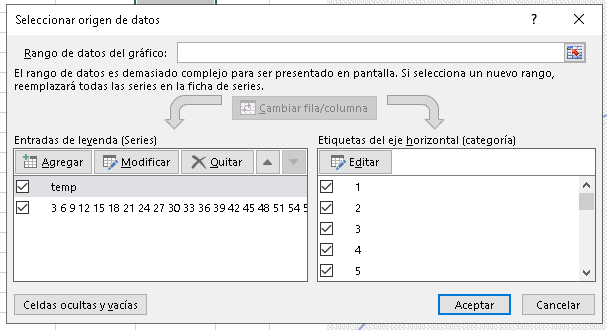 Seleccionar origen de datos
? ×
Rango de datos del gráfico:
El rango de datos es demasiado complejo para ser presentado en pantalla. Si selecciona un nuevo rango,
reemplazará todas las series en la ficha de series.
Cambiar fila/columna
Entradas de leyenda (Series)
Etiquetas del eje horizontal (categoría)
Agregar
Modificar
Quitar
Editar
temp
1
3 6 9 12 15 18 21 24 27 30 33 36 39 42 45 48 51 54
2
3
4
5
Celdas ocultas y vacías
Aceptar
Cancelar